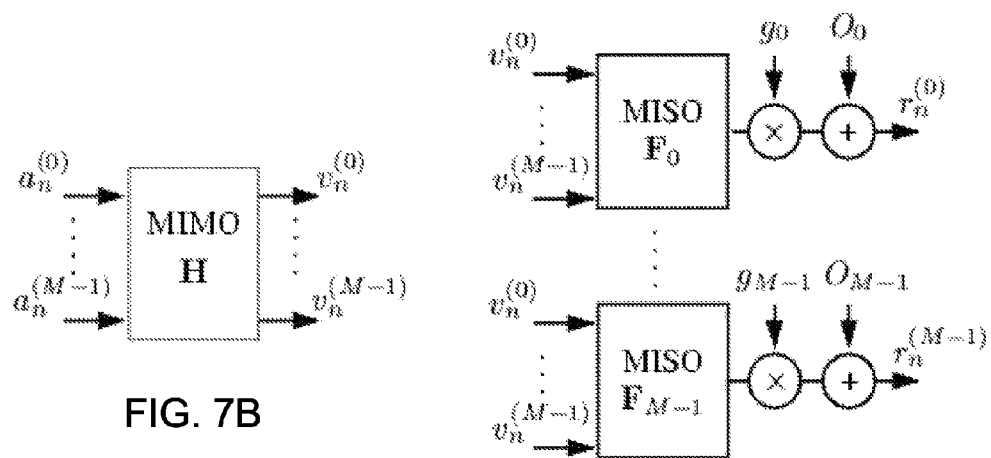 a_n^{(0)}
a_n^{(M-1)}
MIMO
H
v_n^{(0)}
v_n^{(M-1)}
FIG. 7B
v_n^{(0)}
v_n^{(M-1)}
MISO
F_0
g_0
O_0
×
+
r_n^{(0)}
v_n^{(0)}
v_n^{(M-1)}
MISO
F_{M-1}
g_{M-1}
O_{M-1}
×
+
r_n^{(M-1)}